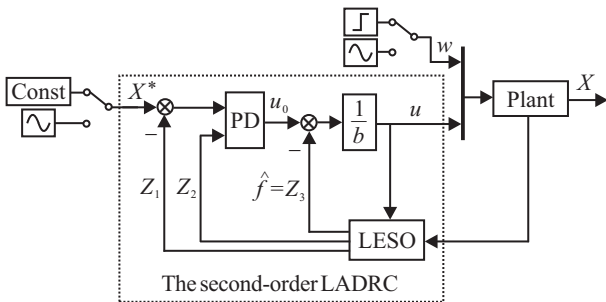 w
Const
X*
u₀
u
X
PD
1
b
Plant
−
−
Z₁
Z₂
f̂=Z₃
LESO
The second-order LADRC